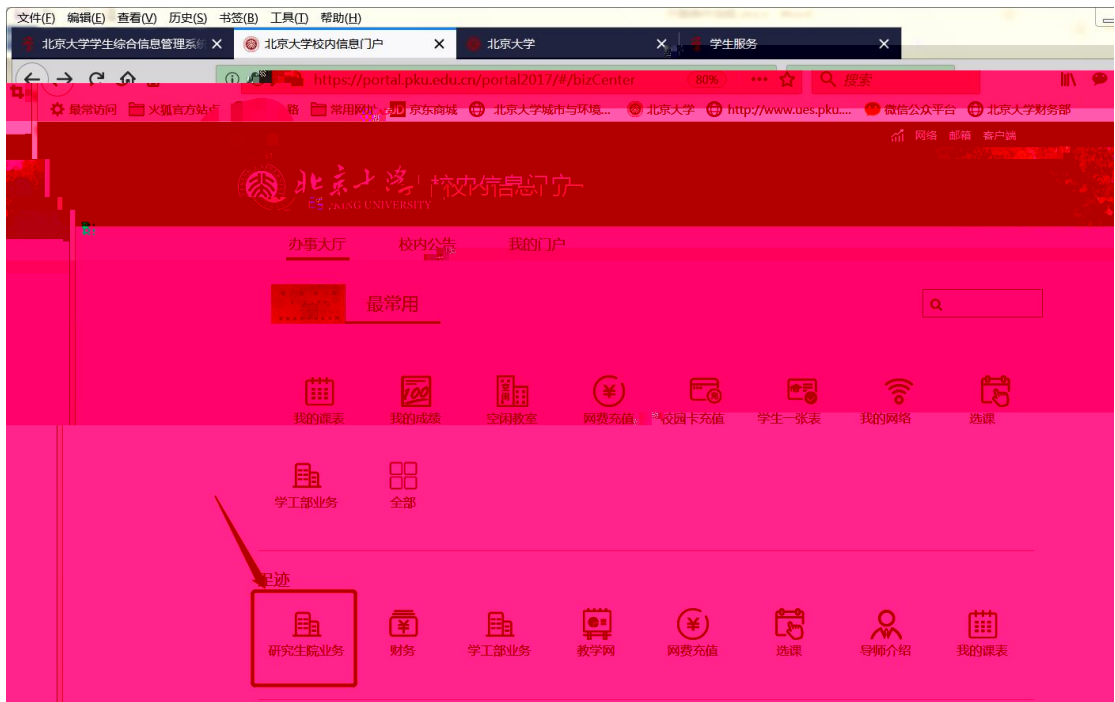 文件(F) 编辑(E) 查看(V) 历史(S) 书签(B) 工具(T) 帮助(H)
北京大学学生综合信息管理系统 北京大学校内信息门户 北京大学 学生服务
https://portal.pku.edu.cn/portal2017/#/bizCenter 80% 搜索
最常访问 火狐官方站点 常用网址 京东商城 北京大学城市与环境... 北京大学 http://www.ues.pku.... 微信公众平台 北京大学财务部
网络 邮箱 客户端
北京大学 校内信息门户
PEKING UNIVERSITY
办事大厅 校内公告 我的门户
最常用
我的课表 我的成绩 空闲教室 网费充值 校园卡充值 学生一张表 我的网络 选课
学工部业务 全部
足迹
研究生院业务 财务 学工部业务 教学网 网费充值 选课 导师介绍 我的课表